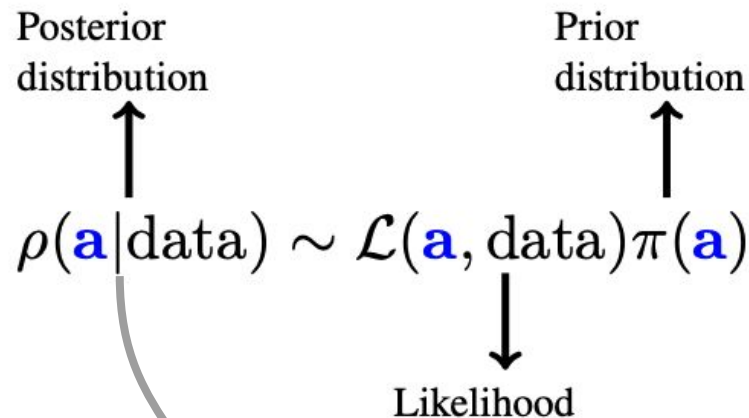 Posterior
distribution
Prior
distribution
ρ(a|data) ∼ ℒ(a, data)π(a)
Likelihood